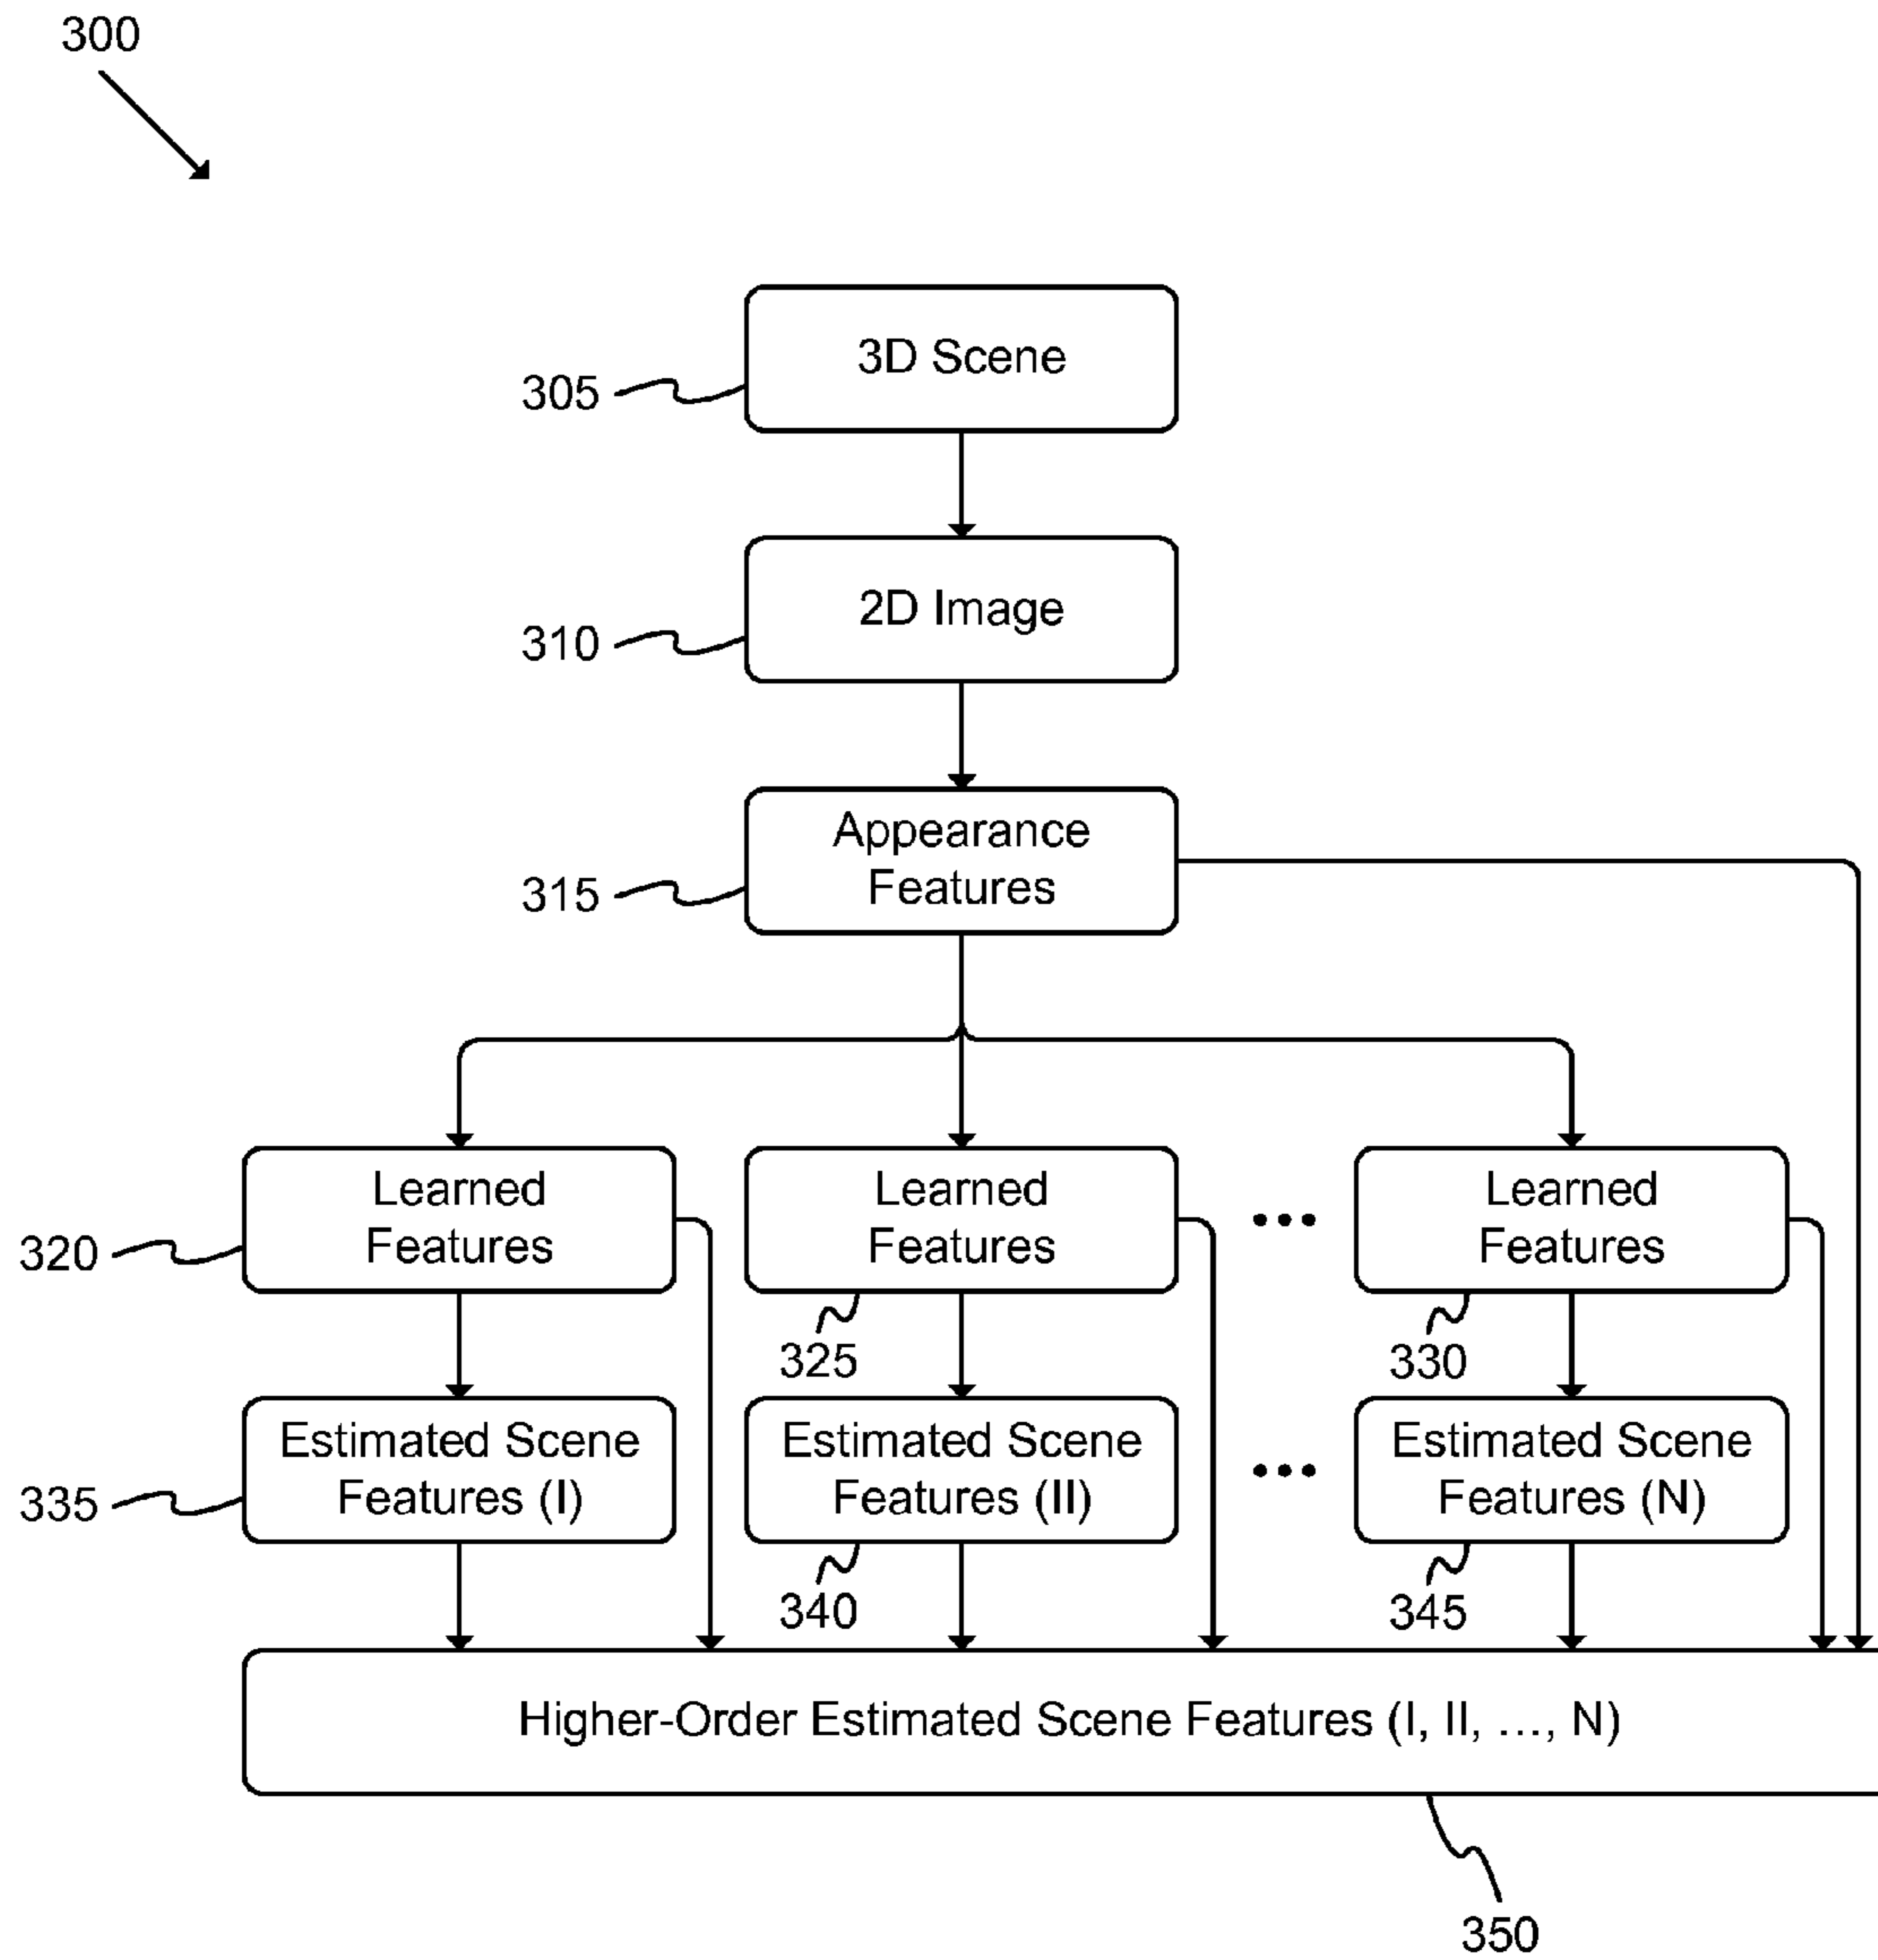 300
3D Scene
305
2D Image
310
Appearance
Features
315
Learned
Features
320
Learned
Features
325
•••
Learned
Features
330
Estimated Scene
Features (I)
335
Estimated Scene
Features (II)
340
•••
Estimated Scene
Features (N)
345
Higher-Order Estimated Scene Features (I, II, …, N)
350